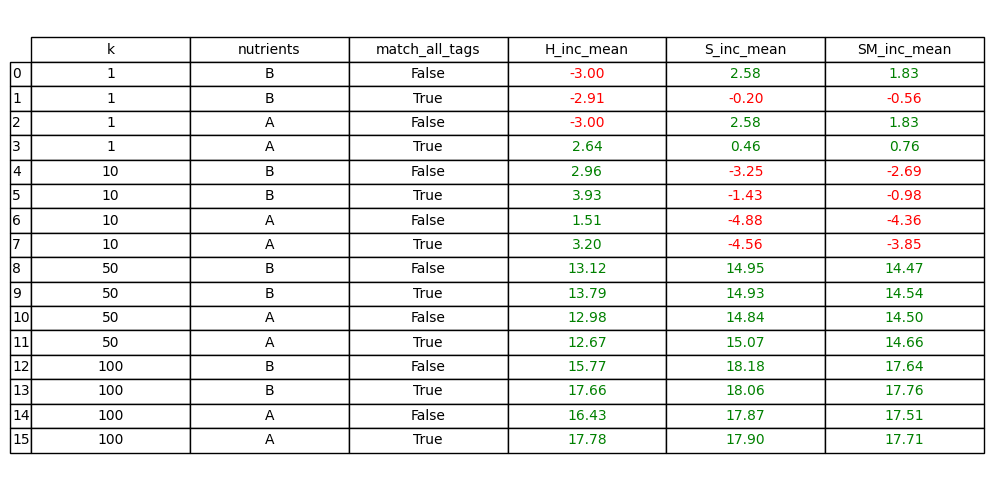 k nutrients match_all_tags H_inc_mean S_inc_mean SM_inc_mean
0 1 B False -3.00 2.58 1.83
1 1 B True -2.91 -0.20 -0.56
2 1 A False -3.00 2.58 1.83
3 1 A True 2.64 0.46 0.76
4 10 B False 2.96 -3.25 -2.69
5 10 B True 3.93 -1.43 -0.98
6 10 A False 1.51 -4.88 -4.36
7 10 A True 3.20 -4.56 -3.85
8 50 B False 13.12 14.95 14.47
9 50 B True 13.79 14.93 14.54
10 50 A False 12.98 14.84 14.50
11 50 A True 12.67 15.07 14.66
12 100 B False 15.77 18.18 17.64
13 100 B True 17.66 18.06 17.76
14 100 A False 16.43 17.87 17.51
15 100 A True 17.78 17.90 17.71